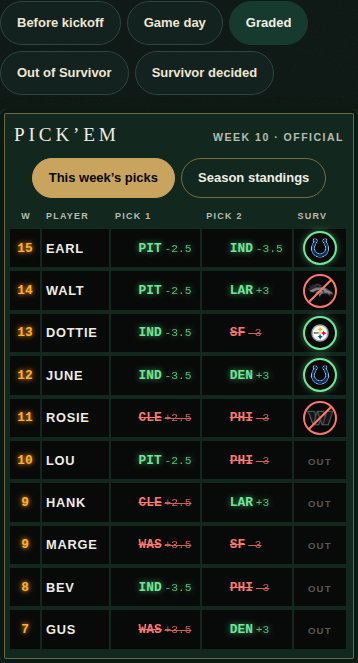 Before kickoff Game day Graded
Out of Survivor Survivor decided
PICK'EM WEEK 10 · OFFICIAL
This week's picks Season standings
W PLAYER PICK 1 PICK 2 SURV
15 EARL PIT -2.5 IND -3.5
14 WALT PIT -2.5 LAR +3
13 DOTTIE IND -3.5 SF -3
12 JUNE IND -3.5 DEN +3
11 ROSIE CLE +2.5 PHI -3 W
10 LOU PIT -2.5 PHI -3 OUT
9 HANK CLE +2.5 LAR +3 OUT
9 MARGE WAS +3.5 SF -3 OUT
8 BEV IND -3.5 PHI -3 OUT
7 GUS WAS +3.5 DEN +3 OUT